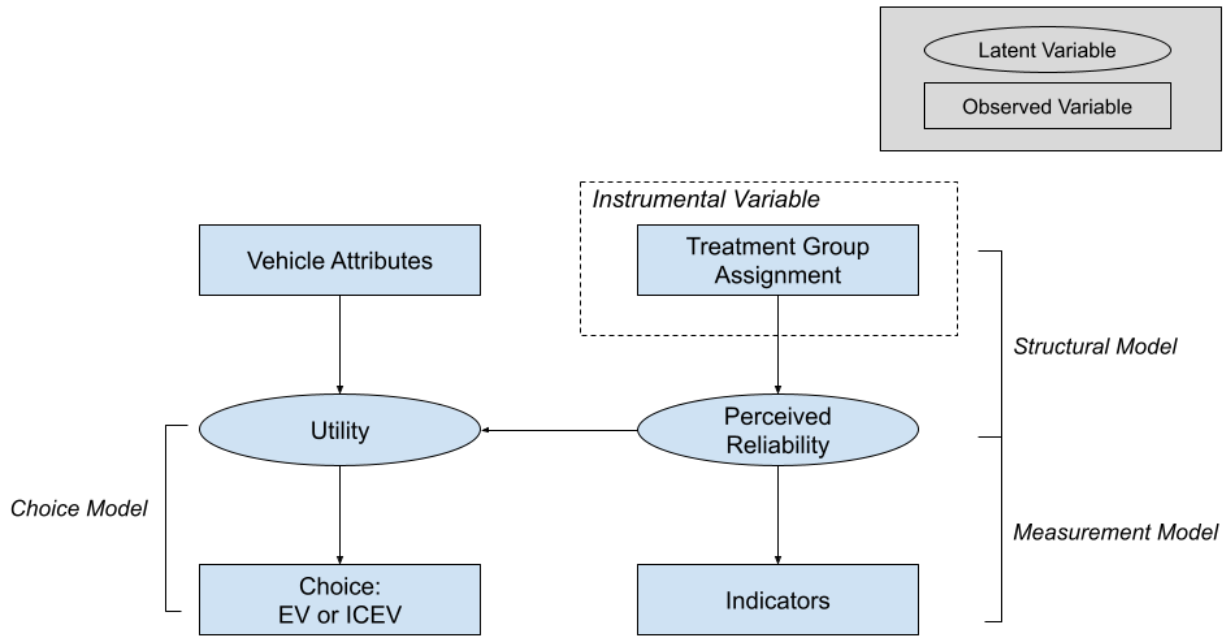 Latent Variable
Observed Variable
Instrumental Variable
Vehicle Attributes
Treatment Group
Assignment
Structural Model
Utility
Perceived
Reliability
Choice Model
Measurement Model
Choice:
EV or ICEV
Indicators